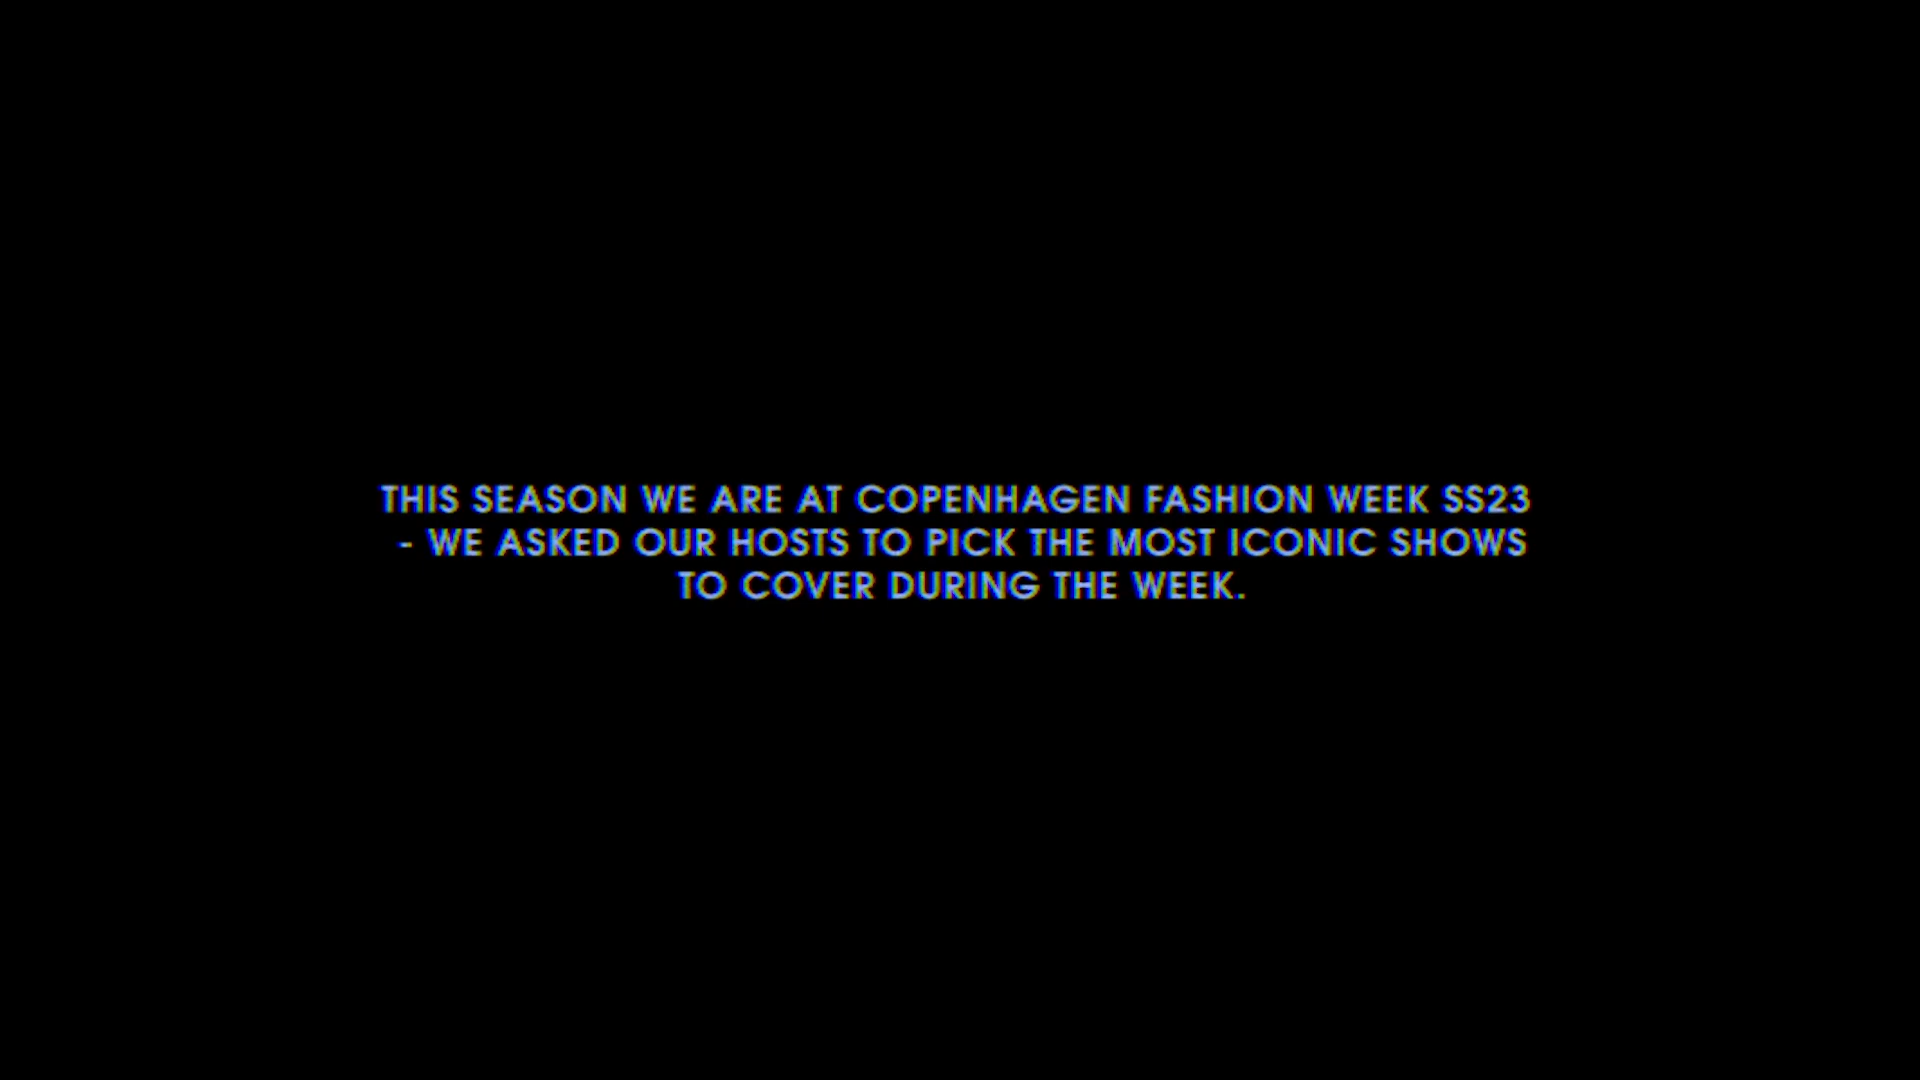 THIS SEASON WE ARE AT COPENHAGEN FASHION WEEK SS23
- WE ASKED OUR HOSTS TO PICK THE MOST ICONIC SHOWS
TO COVER DURING THE WEEK.